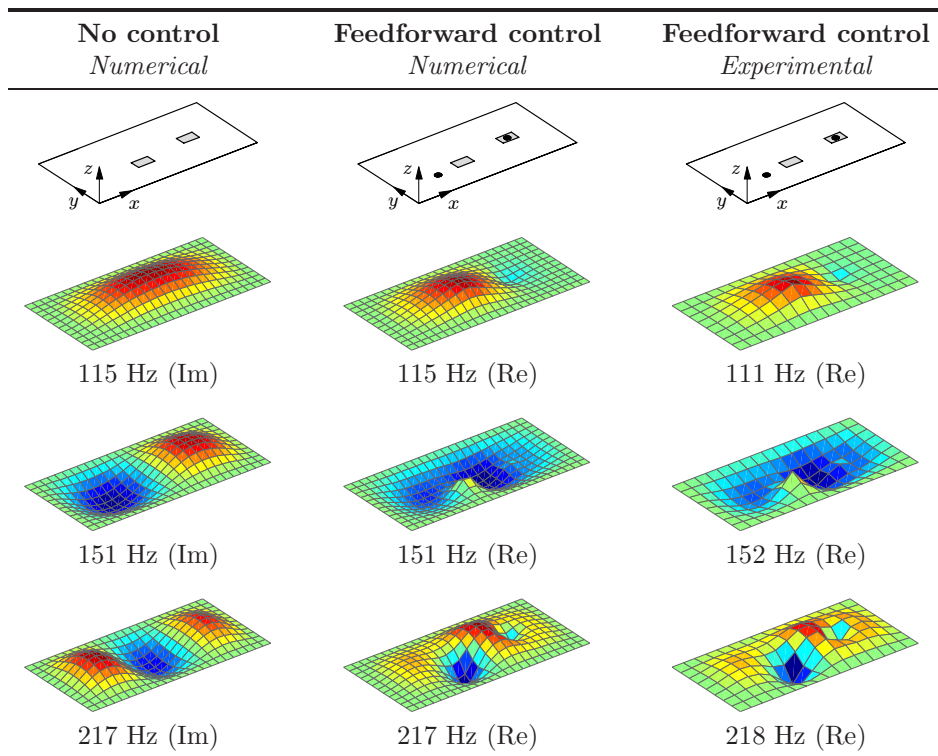 No control Feedforward control Feedforward control
Numerical Numerical Experimental
z z z
y x y x y x
115 Hz (Im) 115 Hz (Re) 111 Hz (Re)
151 Hz (Im) 151 Hz (Re) 152 Hz (Re)
217 Hz (Im) 217 Hz (Re) 218 Hz (Re)